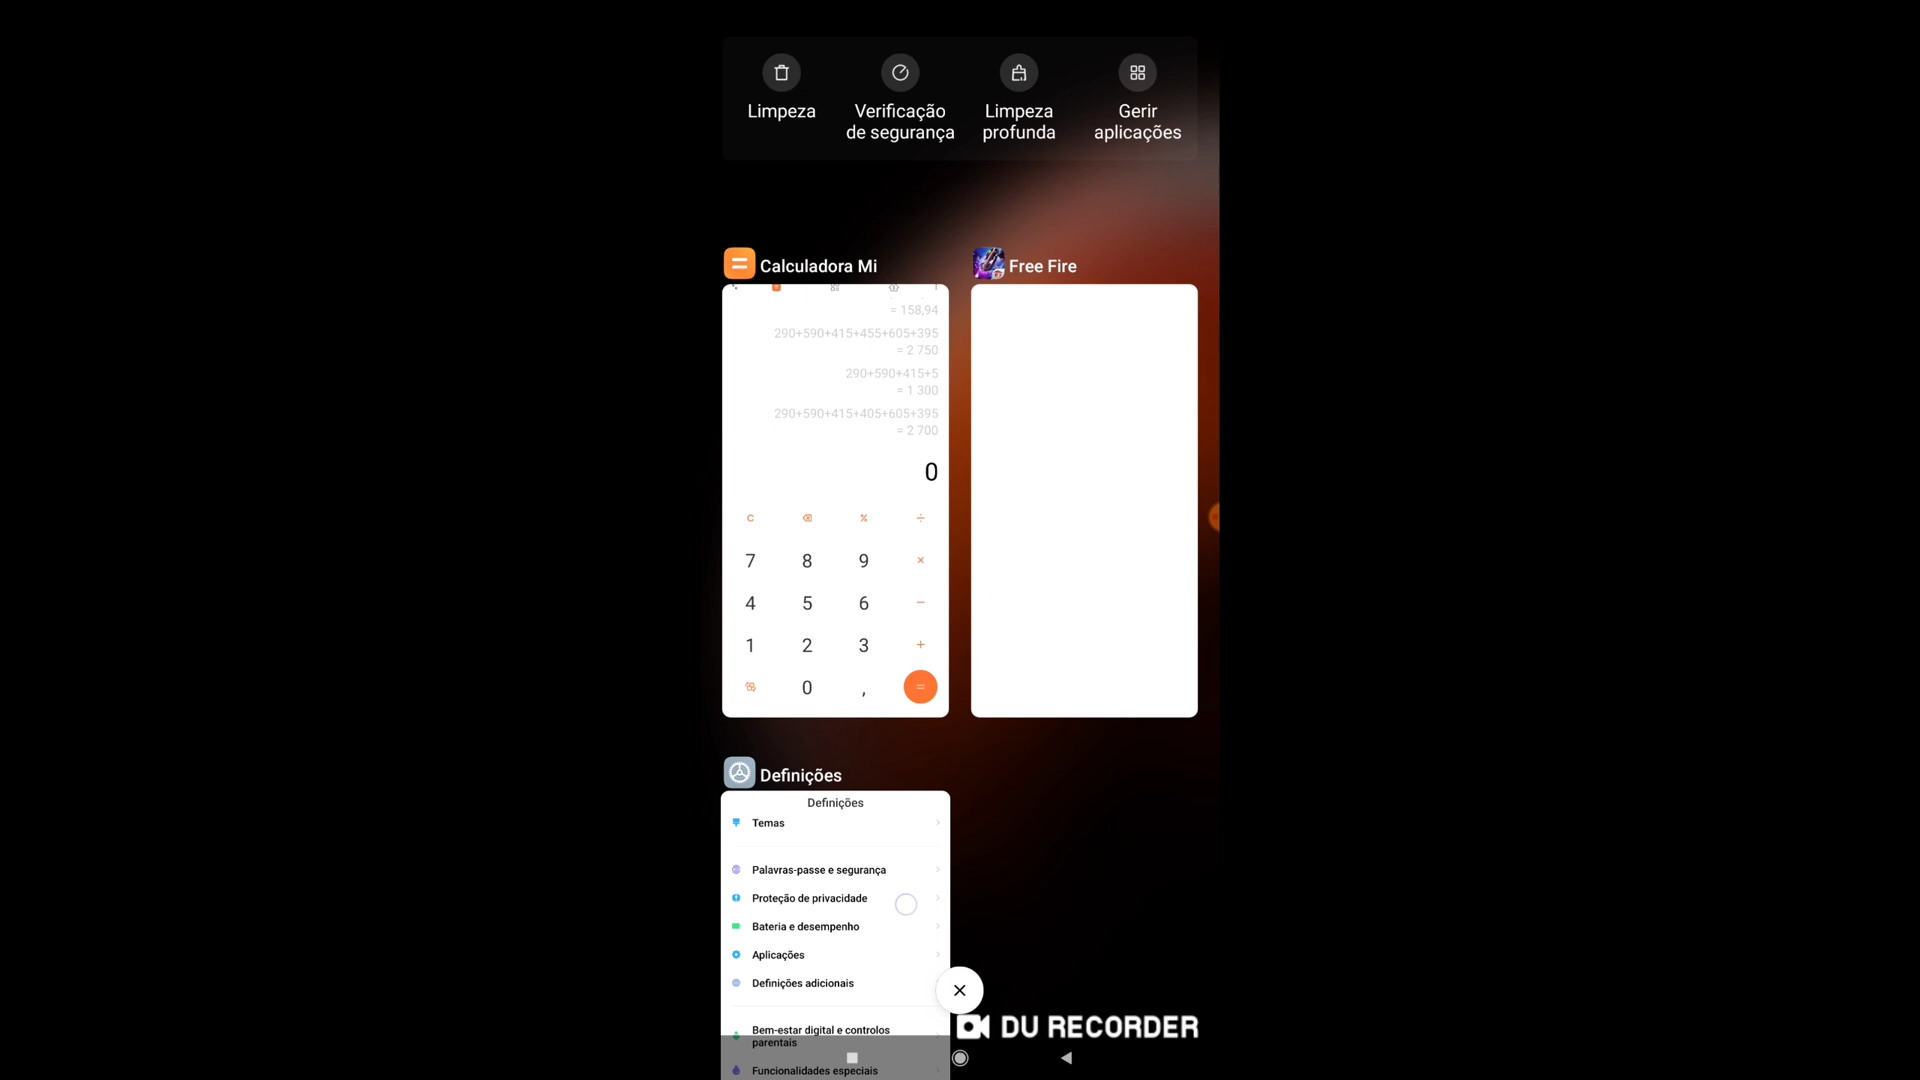 Limpeza
Verificação
de segurança
Limpeza
profunda
Gerir
aplicações
Calculadora Mi
= 158,94
290+590+415+455+605+395
= 2 750
290+590+415+5
= 1 300
290+590+415+405+605+395
= 2 700
0
C % ÷
7 8 9 ×
4 5 6 −
1 2 3 +
0 , =
Free Fire
Definições
Definições
Temas
Palavras-passe e segurança
Proteção de privacidade
Bateria e desempenho
Aplicações
Definições adicionais
Bem-estar digital e controlos
parentais
Funcionalidades especiais
DU RECORDER